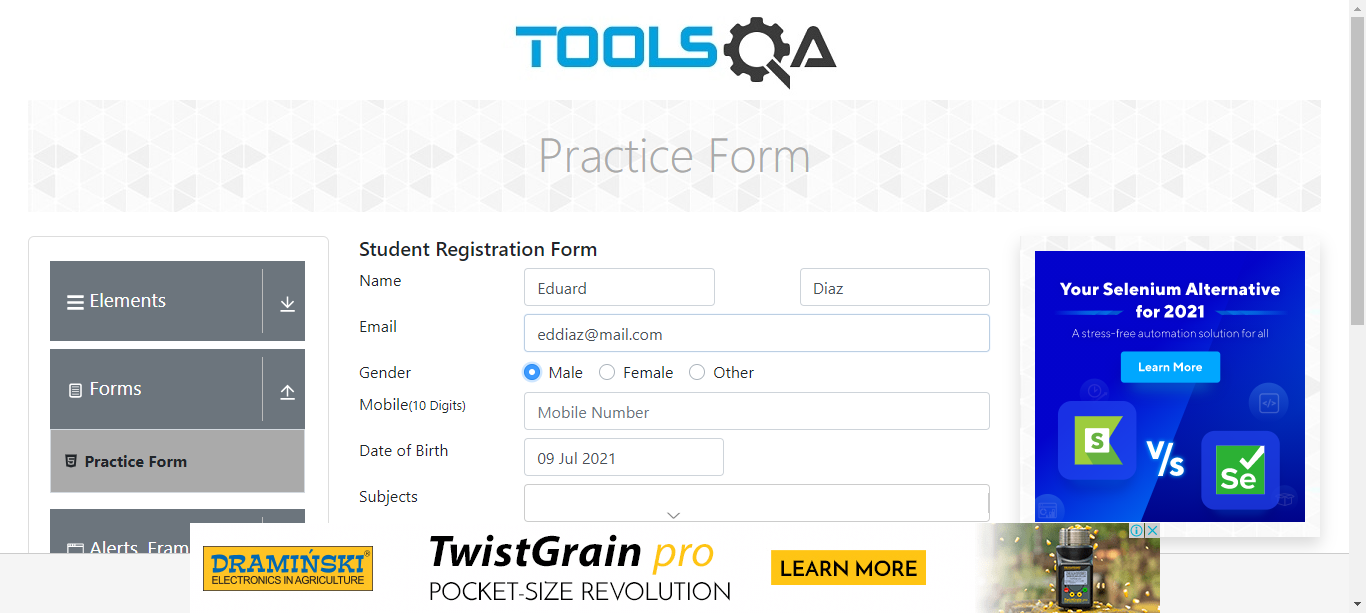 TOOLSQA
Practice Form
Elements
Forms
Practice Form
Alerts, Fram
Student Registration Form
Name
Eduard
Diaz
Email
eddiaz@mail.com
Gender
Male
Female
Other
Mobile(10 Digits)
Mobile Number
Date of Birth
09 Jul 2021
Subjects
Your Selenium Alternative
for 2021
A stress-free automation solution for all
Learn More
S
V/s
Se
DRAMIŃSKI®
ELECTRONICS IN AGRICULTURE
TwistGrain pro
POCKET-SIZE REVOLUTION
LEARN MORE